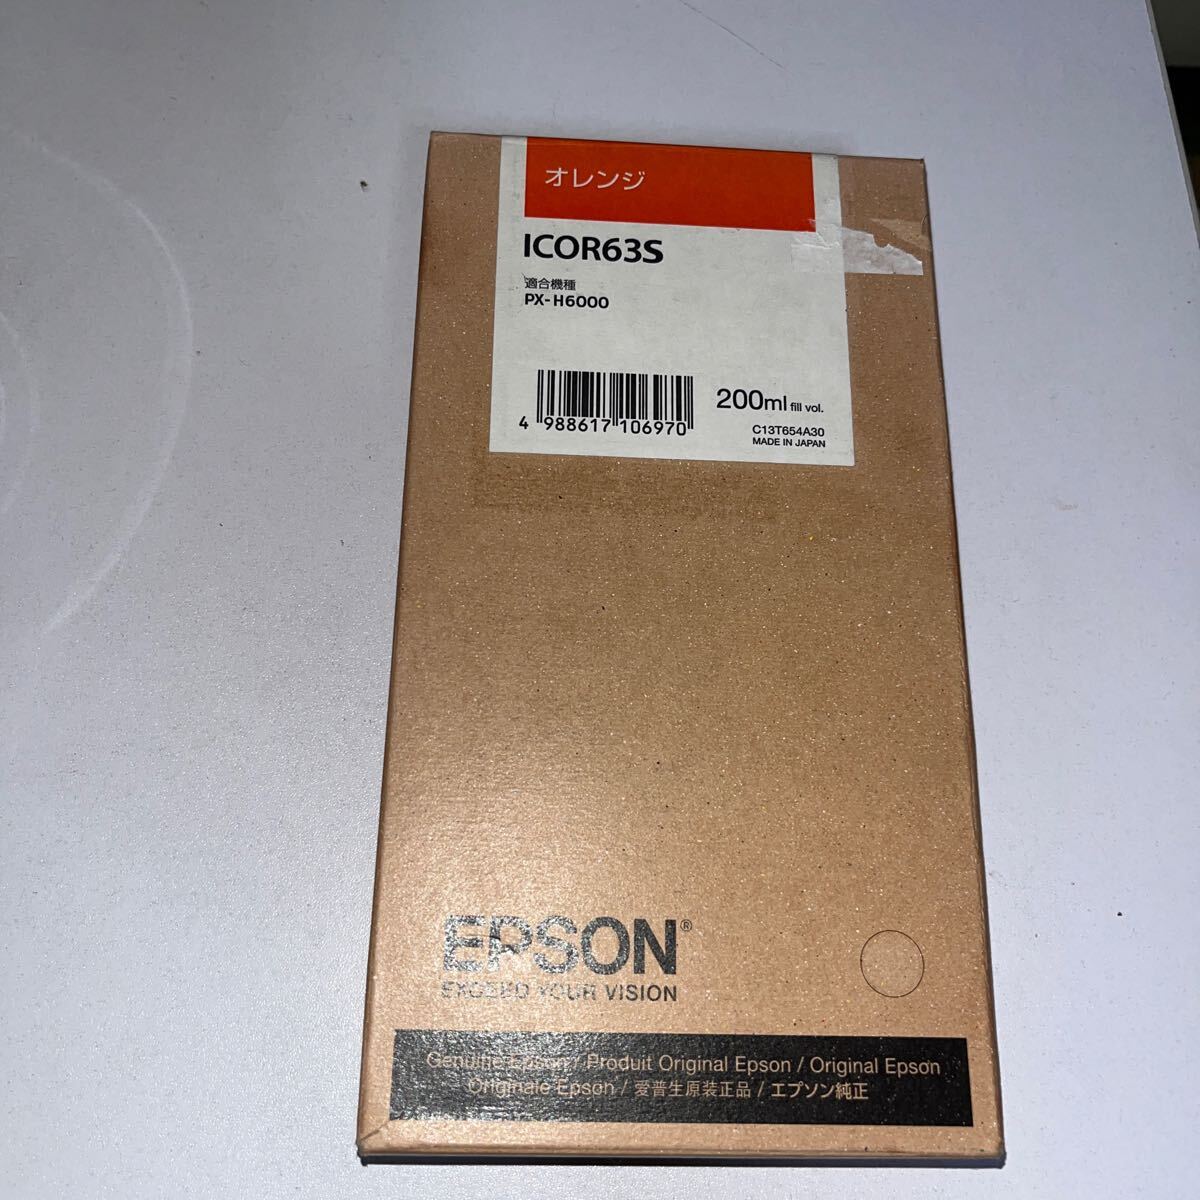 オレンジ
ICOR63S
適合機種
PX-H6000
200ml fill vol.
4 988617 106970
C13T654A30
MADE IN JAPAN
EPSON®
EXCEED YOUR VISION
Genuine Epson / Produit Original Epson / Original Epson
Originale Epson / 爱普生原装正品 / エプソン純正